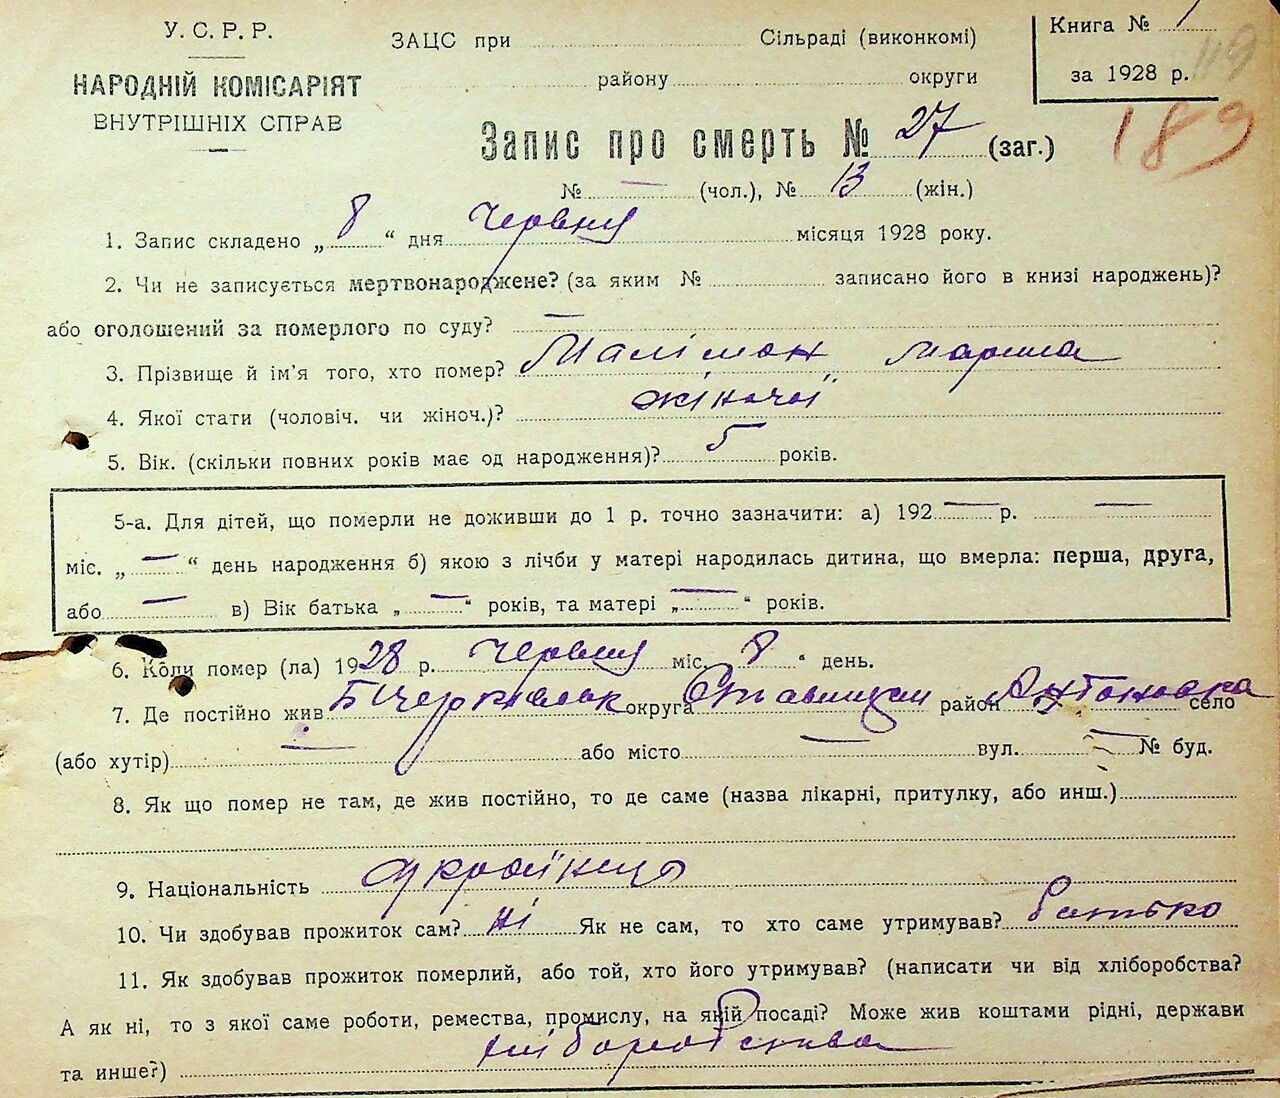 У. С. Р. Р.
НАРОДНІЙ КОМІСАРІЯТ
ВНУТРІШНІХ СПРАВ
ЗАЦС при Сільраді (виконкомі)
району округи
Книга № 1
за 1928 р. 119
189
Запис про смерть № 27 (заг.)
№ — (чол.), № 13 (жін.)
1. Запис складено „ 8 “ дня Червня місяця 1928 року.
2. Чи не записується мертвонароджене? (за яким № записано його в книзі народжень)?
або оголошений за померлого по суду? —
3. Прізвище й ім'я того, хто помер? Малімон
4. Якої стати (чоловіч. чи жіноч.)? жіночої
5. Вік. (скільки повних років має од народження)? 5 років.
5-а. Для дітей, що померли не доживши до 1 р. точно зазначити: а) 192 — р. —
міс. „ — “ день народження б) якою з лічби у матері народилась дитина, що вмерла: перша, друга,
або — в) Вік батька „ — “ років, та матері „ — “ років.
6. Коли помер (ла) 1928 р. Червня міс. 8 “ день.
7. Де постійно жив округа район Антоновка село
(або хутір) — або місто — вул. — № буд.
8. Як що помер не там, де жив постійно, то де саме (назва лікарні, притулку, або инш.)
9. Національність
10. Чи здобував прожиток сам? ні Як не сам, то хто саме утримував? батько
11. Як здобував прожиток померлий, або той, хто його утримував? (написати чи від хліборобства?
А як ні, то з якої саме роботи, ремества, промислу, на якій посаді? Може жив коштами рідні, держави
та инше?)